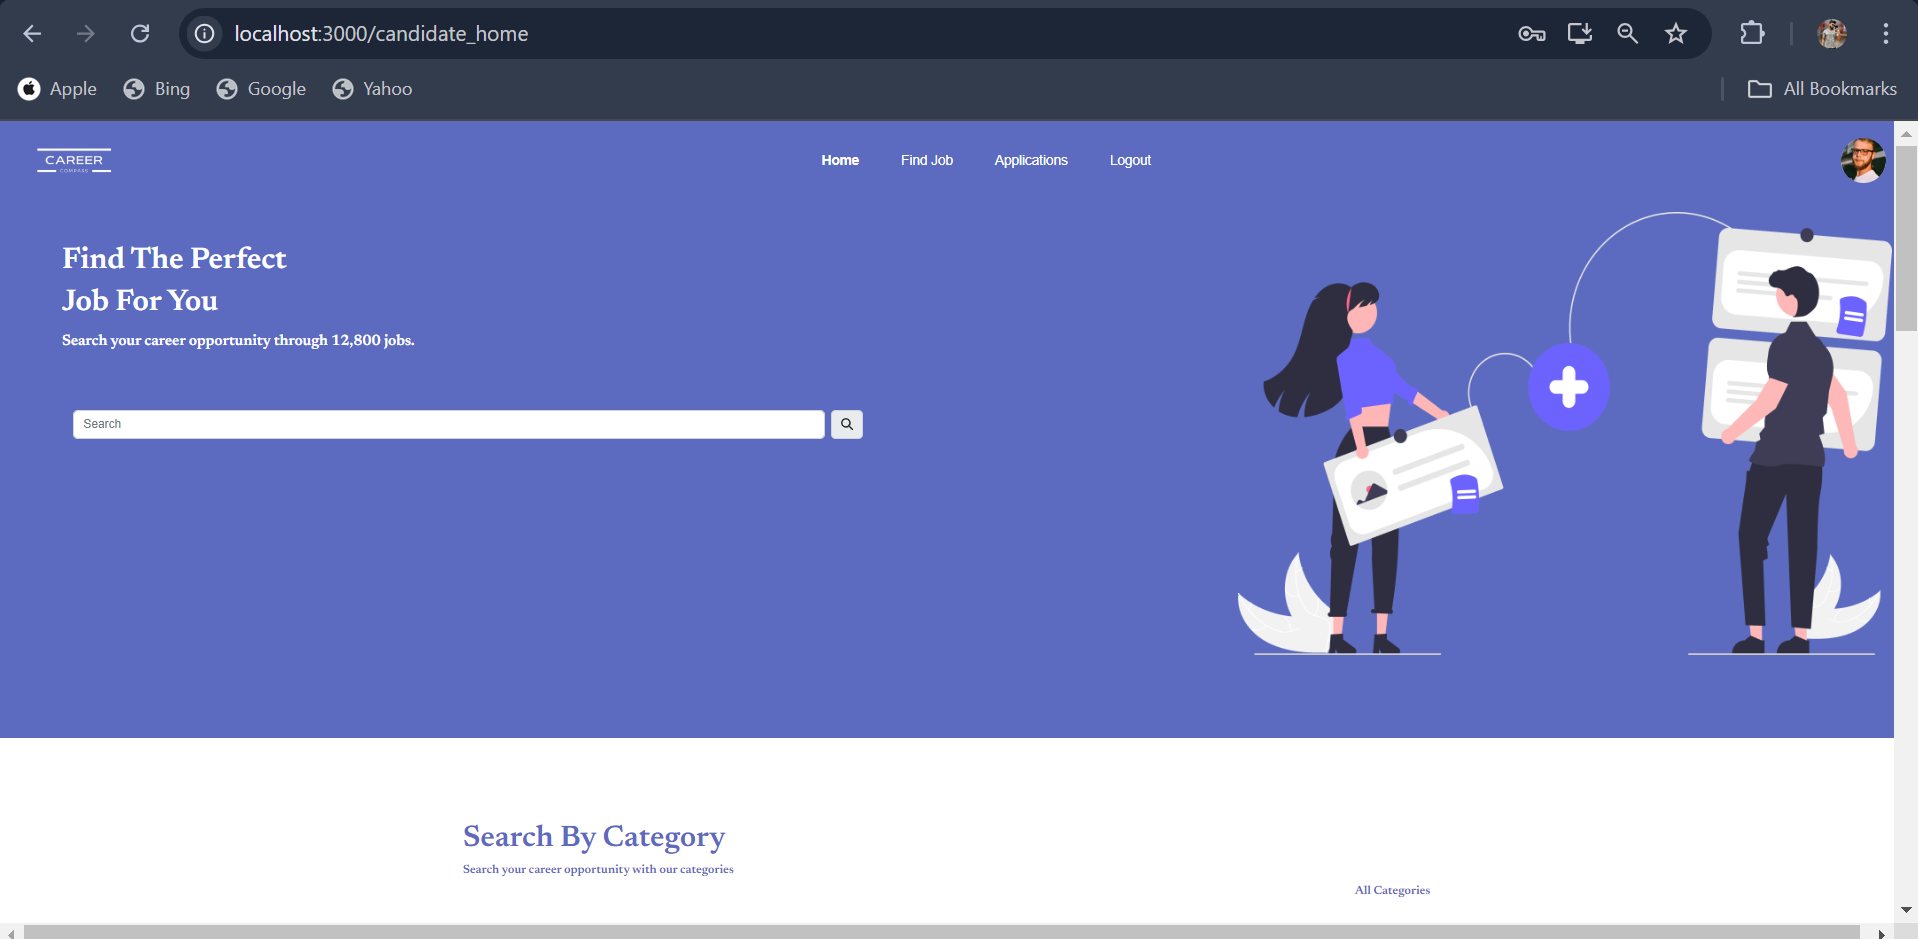 localhost:3000/candidate_home
Apple
Bing
Google
Yahoo
All Bookmarks
CAREER
COMPASS
Home
Find Job
Applications
Logout
Find The Perfect
Job For You
Search your career opportunity through 12,800 jobs.
Search
Search By Category
Search your career opportunity with our categories
All Categories